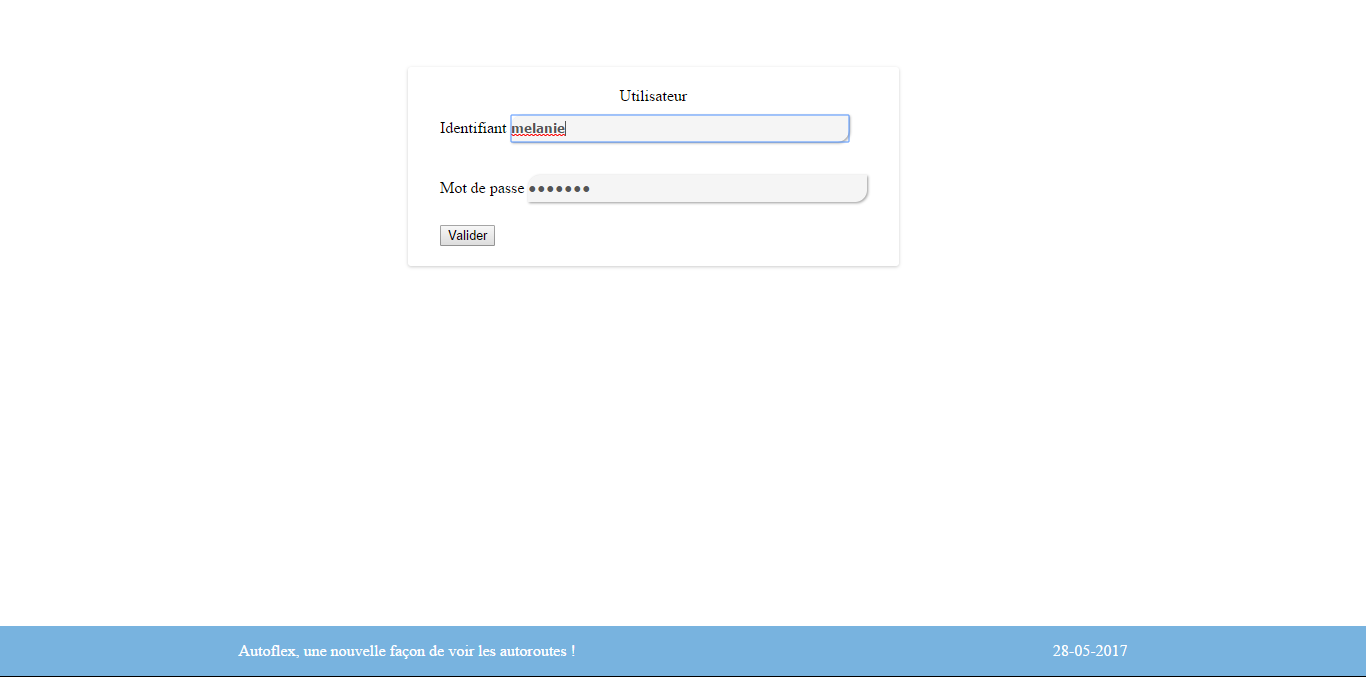 Utilisateur
Identifiant melanie
Mot de passe •••••••
Valider
Autoflex, une nouvelle façon de voir les autoroutes ! 28-05-2017